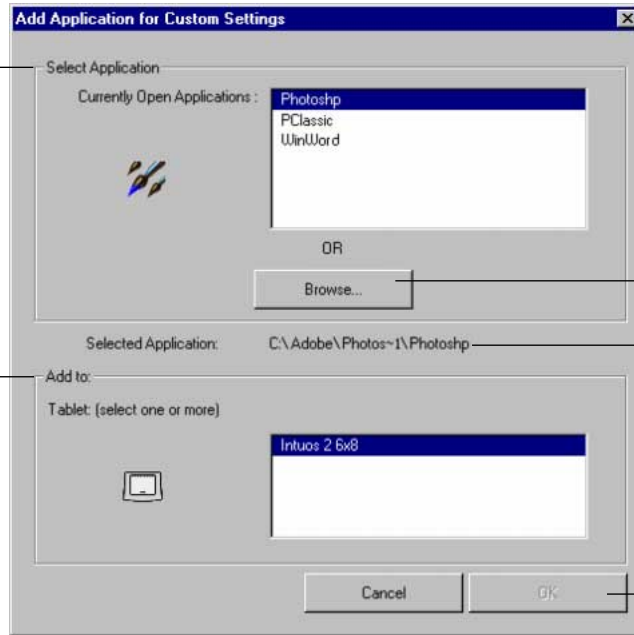 Add Application for Custom Settings
Select Application
Currently Open Applications :
Photoshp
PClassic
WinWord
OR
Browse...
Selected Application: C:\Adobe\Photos~1\Photoshp
Add to:
Tablet: (select one or more)
Intuos 2 6x8
Cancel OK